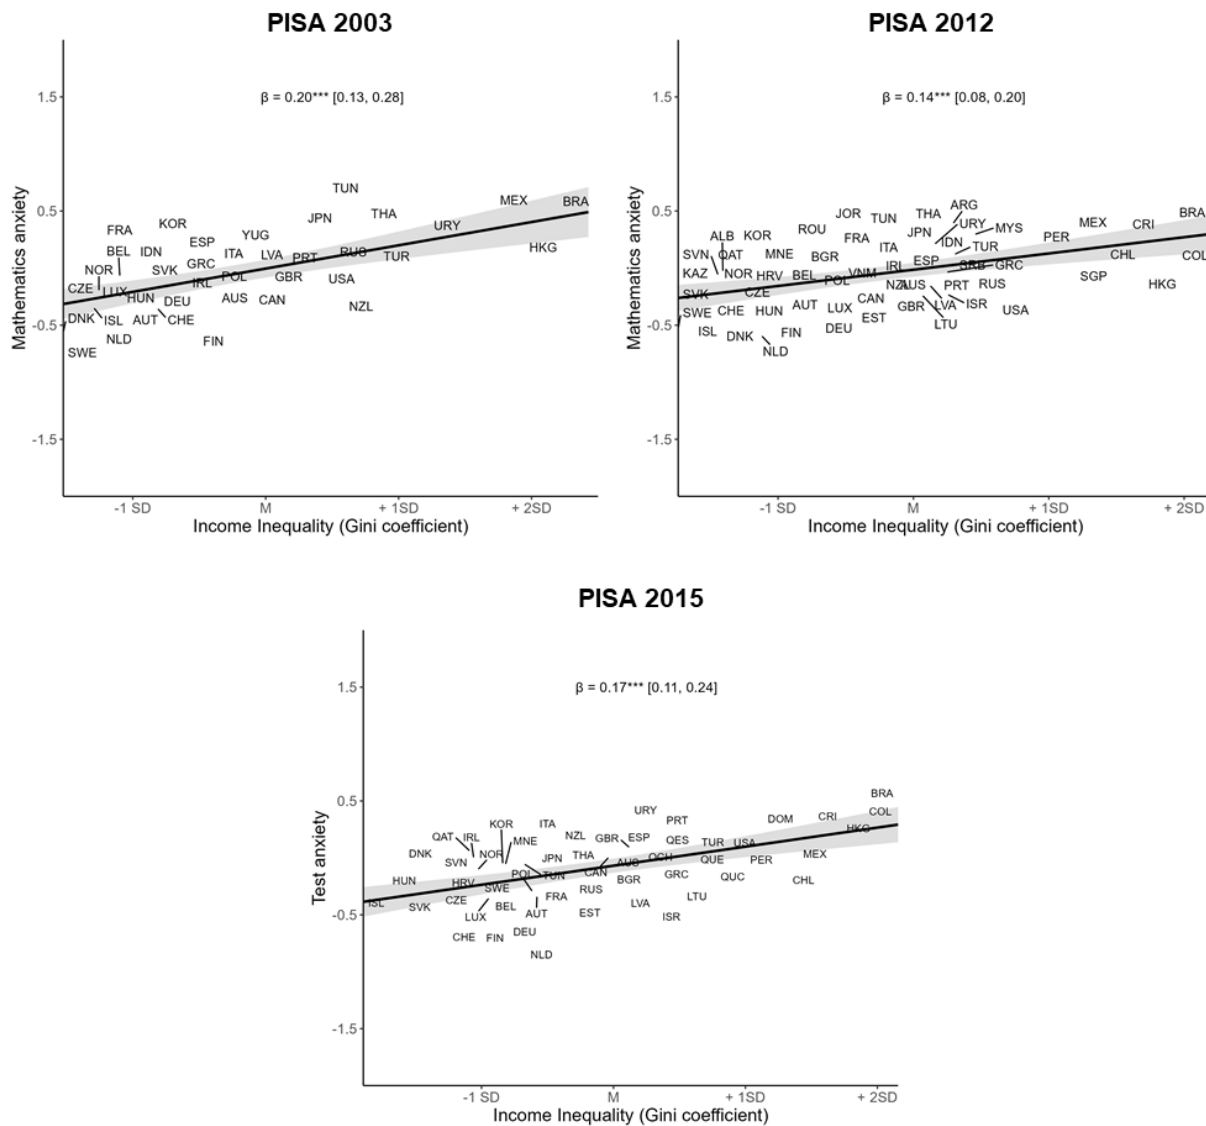 PISA 2003
β = 0.20*** [0.13, 0.28]
Mathematics anxiety
1.5
0.5
-0.5
-1.5
TUN
MEX
BRA
FRA
KOR
JPN
NZL
URY
HKG
BEL
IDN
ESP
YUG
ITA
LVA
PRT
RUS
TUR
NOR
SVK
GRC
POL
GBR
USA
CZE
LUX
HUN
IRL
DEU
AUS
CAN
DNK
ISL
AUT
CHE
NLD
FIN
SWE
-1 SD
M
+ 1SD
+ 2SD
Income Inequality (Gini coefficient)
PISA 2012
β = 0.14*** [0.08, 0.20]
Mathematics anxiety
1.5
0.5
-0.5
-1.5
ARG
JOR
TUN
THA
BRA
ALB
KOR
ROU
FRA
JPN
URY
MYS
PER
MEX
CRI
SVN
QAT
MNE
BGR
ITA
IDN
TUR
CHL
COL
KAZ
NOR
HRV
BEL
VNM
IRL
ESP
SRB
GRC
SGP
HKG
SVK
CZE
POL
NZL
AUS
PRT
RUS
SWE
CHE
HUN
AUT
LUX
CAN
GBR
LVA
ISR
USA
ISL
DNK
FIN
DEU
EST
LTU
NLD
-1 SD
M
+ 1SD
+ 2SD
Income Inequality (Gini coefficient)
PISA 2015
β = 0.17*** [0.11, 0.24]
Test anxiety
1.5
0.5
-0.5
-1.5
BRA
URY
COL
KOR
ITA
PRT
DOM
CRI
HKG
QAT
IRL
MNE
NZL
GBR
ESP
QES
TUR
USA
DNK
SVN
NOR
JPN
THA
AUS
OCH
QUE
PER
MEX
HUN
HRV
POL
TUN
CAN
BGR
GRC
QUC
CHL
ISL
SVK
CZE
SWE
FRA
RUS
LVA
LTU
LUX
BEL
AUT
EST
ISR
CHE
FIN
DEU
NLD
-1 SD
M
+ 1SD
+ 2SD
Income Inequality (Gini coefficient)